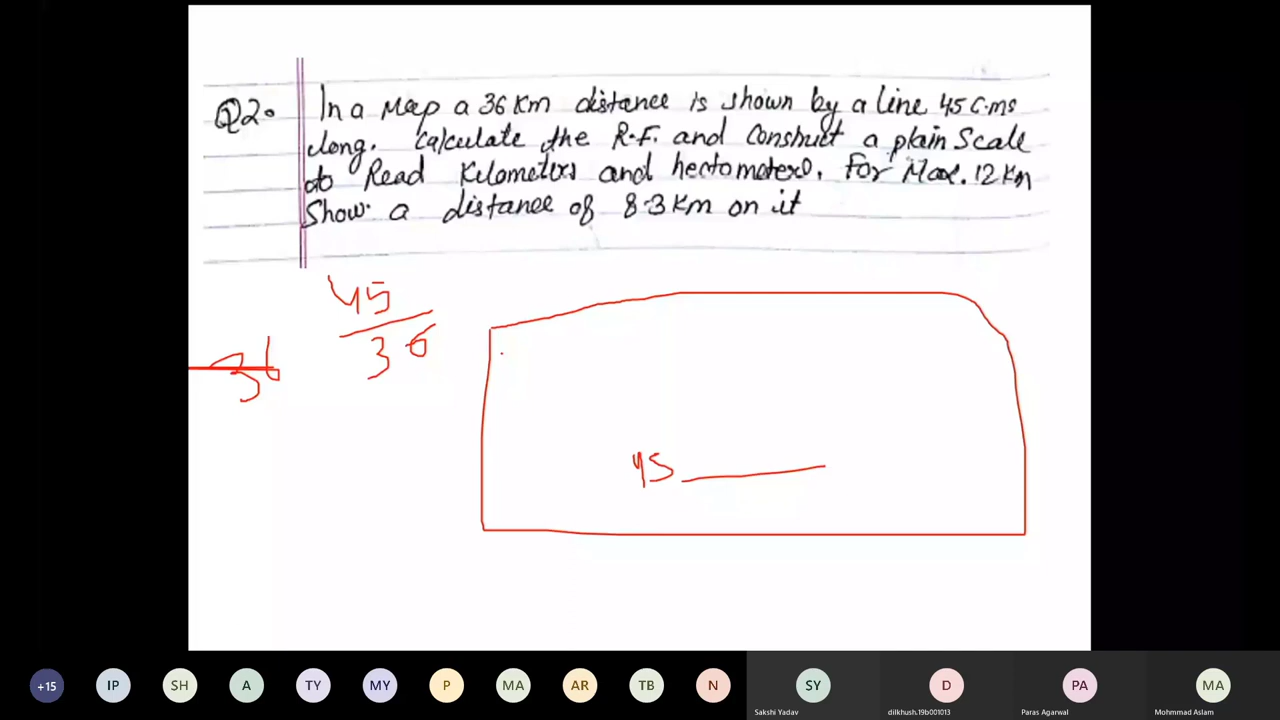 Q2. In a Map a 36 Km distance is shown by a line 45 C.ms
long. Calculate the R.F. and Construct a plain Scale
to Read Kilometers and hectometers. For Max. 12 Km
Show a distance of 8.3 Km on it
45
36
36
45
+15 IP SH A TY MY P MA AR TB N SY D PA MA
Sakshi Yadav dilkhush.19b001013 Paras Agarwal Mohmmad Aslam